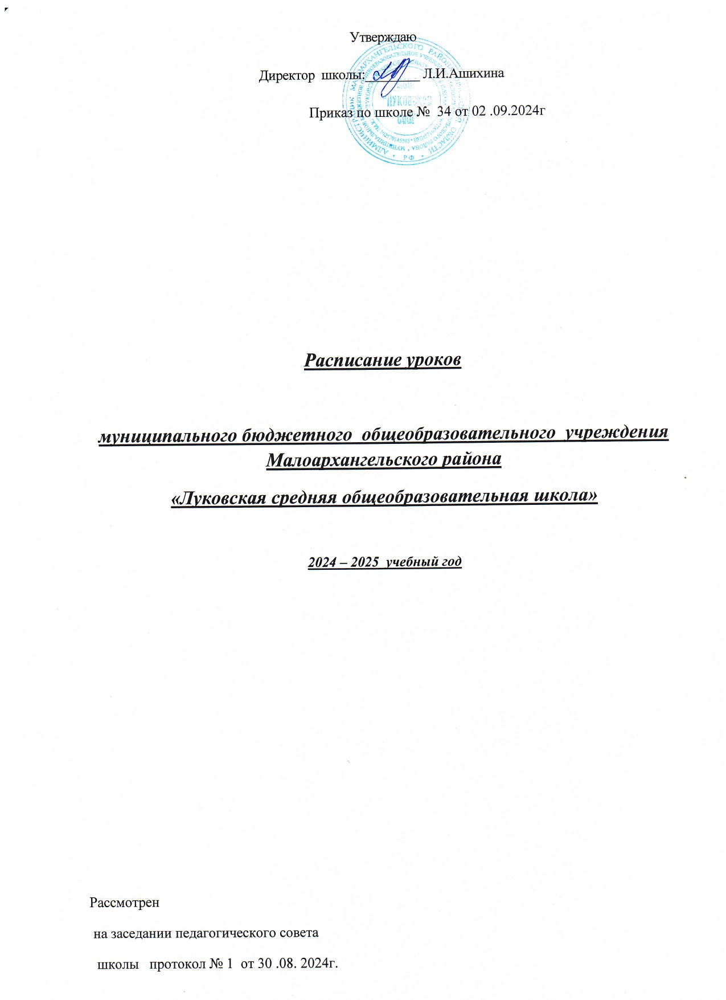 Утверждаю
Директор школы:________ Л.И.Ашихина
Приказ по школе № 34 от 02 .09.2024г
Расписание уроков
муниципального бюджетного общеобразовательного учреждения
Малоархангельского района
«Луковская средняя общеобразовательная школа»
2024 – 2025 учебный год
Рассмотрен
на заседании педагогического совета
школы протокол № 1 от 30 .08. 2024г.